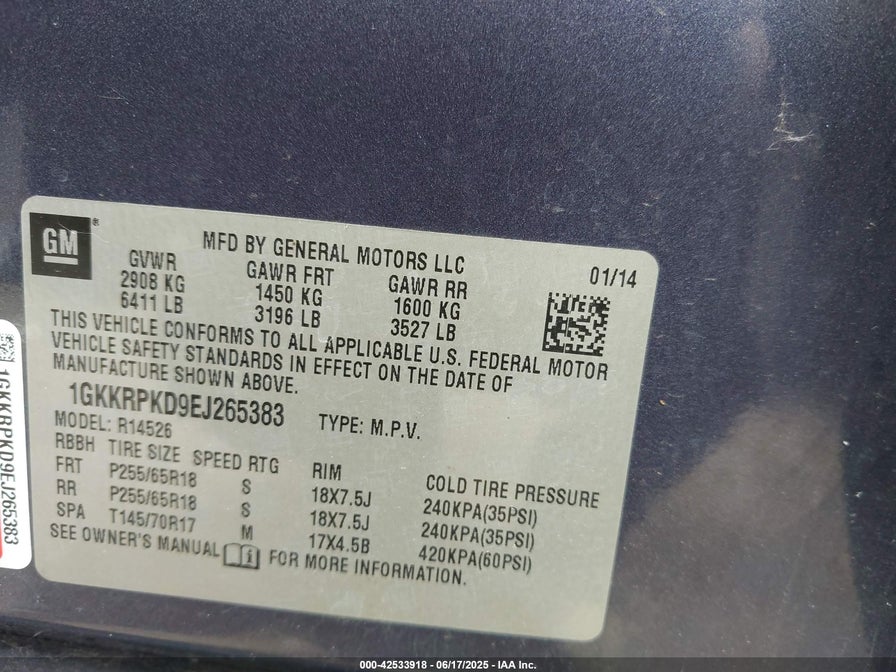 GM
MFD BY GENERAL MOTORS LLC
01/14
GVWR GAWR FRT GAWR RR
2908 KG 1450 KG 1600 KG
6411 LB 3196 LB 3527 LB
THIS VEHICLE CONFORMS TO ALL APPLICABLE U.S. FEDERAL MOTOR
VEHICLE SAFETY STANDARDS IN EFFECT ON THE DATE OF
MANUFACTURE SHOWN ABOVE.
1GKKRPKD9EJ265383 TYPE: M.P.V.
MODEL: R14526
RBBH TIRE SIZE SPEED RTG RIM COLD TIRE PRESSURE
FRT P255/65R18 S 18X7.5J 240KPA(35PSI)
RR P255/65R18 S 18X7.5J 240KPA(35PSI)
SPA T145/70R17 M 17X4.5B 420KPA(60PSI)
SEE OWNER'S MANUAL FOR MORE INFORMATION.
1GKKRPKD9EJ265383
000-42533918 - 06/17/2025 - IAA Inc.